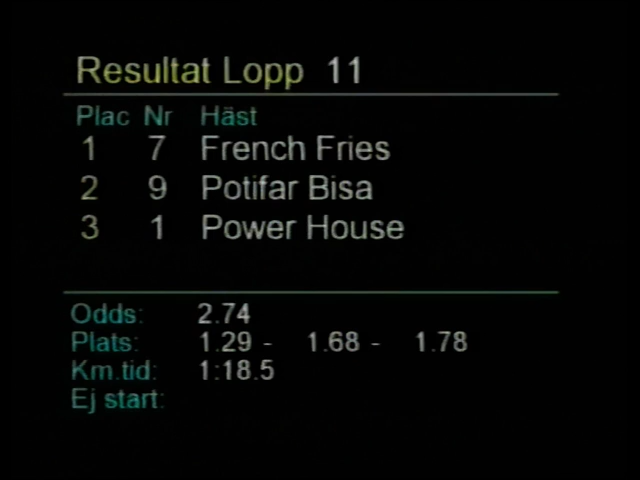 Resultat Lopp 11
Plac Nr Häst
1 7 French Fries
2 9 Potifar Bisa
3 1 Power House
Odds: 2.74
Plats: 1.29 - 1.68 - 1.78
Km.tid: 1:18.5
Ej start: